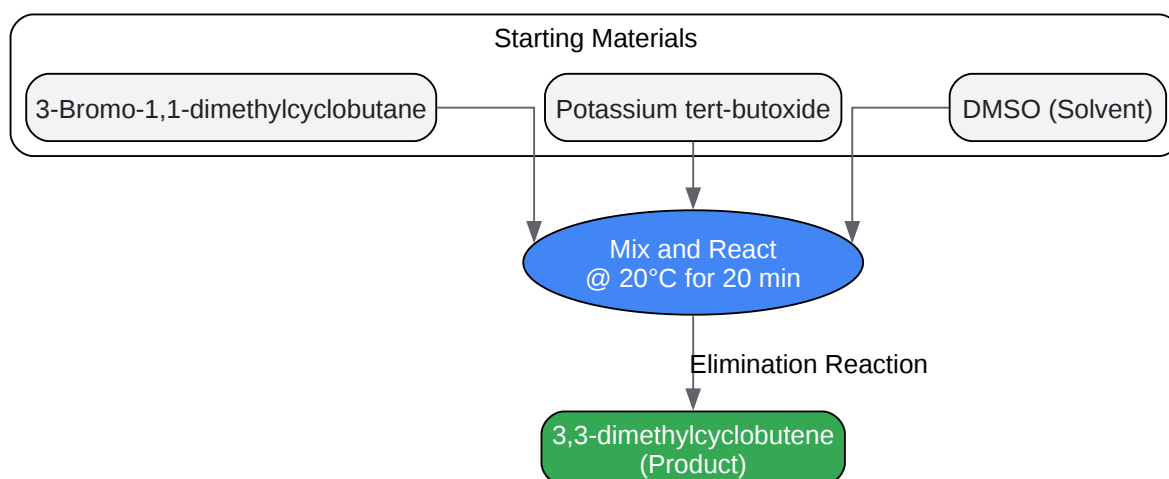 Starting Materials
3-Bromo-1,1-dimethylcyclobutane
Potassium tert-butoxide
DMSO (Solvent)
Mix and React
@ 20°C for 20 min
Elimination Reaction
3,3-dimethylcyclobutene
(Product)